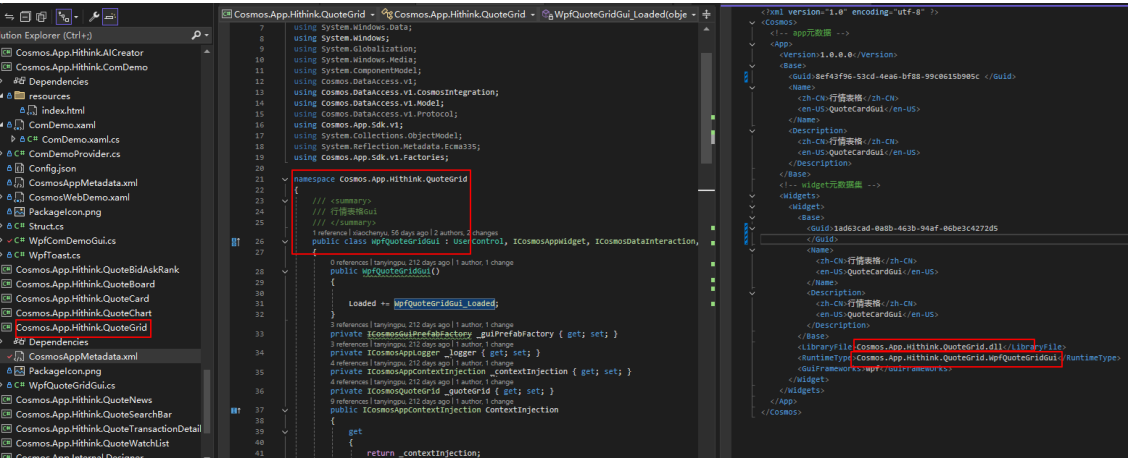 ution Explorer (Ctrl+;)
Cosmos.App.Hithink.AICreator
Cosmos.App.Hithink.ComDemo
Dependencies
resources
index.html
ComDemo.xaml
C# ComDemo.xaml.cs
C# ComDemoProvider.cs
Config.json
CosmosAppMetadata.xml
CosmosWebDemo.xaml
PackageIcon.png
C# Struct.cs
C# WpfComDemoGui.cs
C# WpfToast.cs
Cosmos.App.Hithink.QuoteBidAskRank
Cosmos.App.Hithink.QuoteBoard
Cosmos.App.Hithink.QuoteCard
Cosmos.App.Hithink.QuoteChart
Cosmos.App.Hithink.QuoteGrid
Dependencies
CosmosAppMetadata.xml
PackageIcon.png
C# WpfQuoteGridGui.cs
Cosmos.App.Hithink.QuoteNews
Cosmos.App.Hithink.QuoteSearchBar
Cosmos.App.Hithink.QuoteTransactionDetail
Cosmos.App.Hithink.QuoteWatchList
Cosmos.App.Internal.Designer
Cosmos.App.Hithink.QuoteGrid Cosmos.App.Hithink.QuoteGrid WpfQuoteGridGui_Loaded(obje
7 using System.Windows.Data;
8 using System.Windows;
9 using System.Globalization;
10 using System.Windows.Media;
11 using System.ComponentModel;
12 using Cosmos.DataAccess.v1;
13 using Cosmos.DataAccess.v1.CosmosIntegration;
14 using Cosmos.DataAccess.v1.Model;
15 using Cosmos.DataAccess.v1.Protocol;
16 using Cosmos.App.Sdk.v1;
17 using System.Collections.ObjectModel;
18 using System.Reflection.Metadata.Ecma335;
19 using Cosmos.App.Sdk.v1.Factories;
20
21 namespace Cosmos.App.Hithink.QuoteGrid
22 {
23 /// <summary>
24 /// 行情表格Gui
25 /// </summary>
1 reference | xiaochenyu, 56 days ago | 2 authors, 2 changes
26 public class WpfQuoteGridGui : UserControl, ICosmosAppWidget, ICosmosDataInteraction,
27 {
0 references | tanyingpu, 212 days ago | 1 author, 1 change
28 public WpfQuoteGridGui()
29 {
30
31 Loaded += WpfQuoteGridGui_Loaded;
32 }
3 references | tanyingpu, 212 days ago | 1 author, 1 change
33 private ICosmosGuiPrefabFactory _guiPrefabFactory { get; set; }
3 references | tanyingpu, 212 days ago | 1 author, 1 change
34 private ICosmosAppLogger _logger { get; set; }
4 references | tanyingpu, 212 days ago | 1 author, 1 change
35 private ICosmosAppContextInjection _contextInjection { get; set; }
4 references | tanyingpu, 212 days ago | 1 author, 1 change
36 private ICosmosQuoteGrid _quoteGrid { get; set; }
9 references | tanyingpu, 212 days ago | 1 author, 1 change
37 public ICosmosAppContextInjection ContextInjection
38 {
39 get
40 {
41 return _contextInjection;
<?xml version="1.0" encoding="utf-8" ?>
<Cosmos>
<!-- app元数据 -->
<App>
<Version>1.0.0.0</Version>
<Base>
<Guid>8ef43f96-53cd-4ea6-bf88-99c0615b905c </Guid>
<Name>
<zh-CN>行情表格</zh-CN>
<en-US>QuoteCardGui</en-US>
</Name>
<Description>
<zh-CN>行情表格</zh-CN>
<en-US>QuoteCardGui</en-US>
</Description>
</Base>
<!-- widget元数据集 -->
<Widgets>
<Widget>
<Base>
<Guid>1ad63cad-0a8b-463b-94af-06be3c4272d5
</Guid>
<Name>
<zh-CN>行情表格</zh-CN>
<en-US>QuoteCardGui</en-US>
</Name>
<Description>
<zh-CN>行情表格</zh-CN>
<en-US>QuoteCardGui</en-US>
</Description>
</Base>
<LibraryFile>Cosmos.App.Hithink.QuoteGrid.dll</LibraryFile>
<RuntimeType>Cosmos.App.Hithink.QuoteGrid.WpfQuoteGridGui</RuntimeType>
<GuiFrameworks>Wpf</GuiFrameworks>
</Widget>
</Widgets>
</App>
</Cosmos>